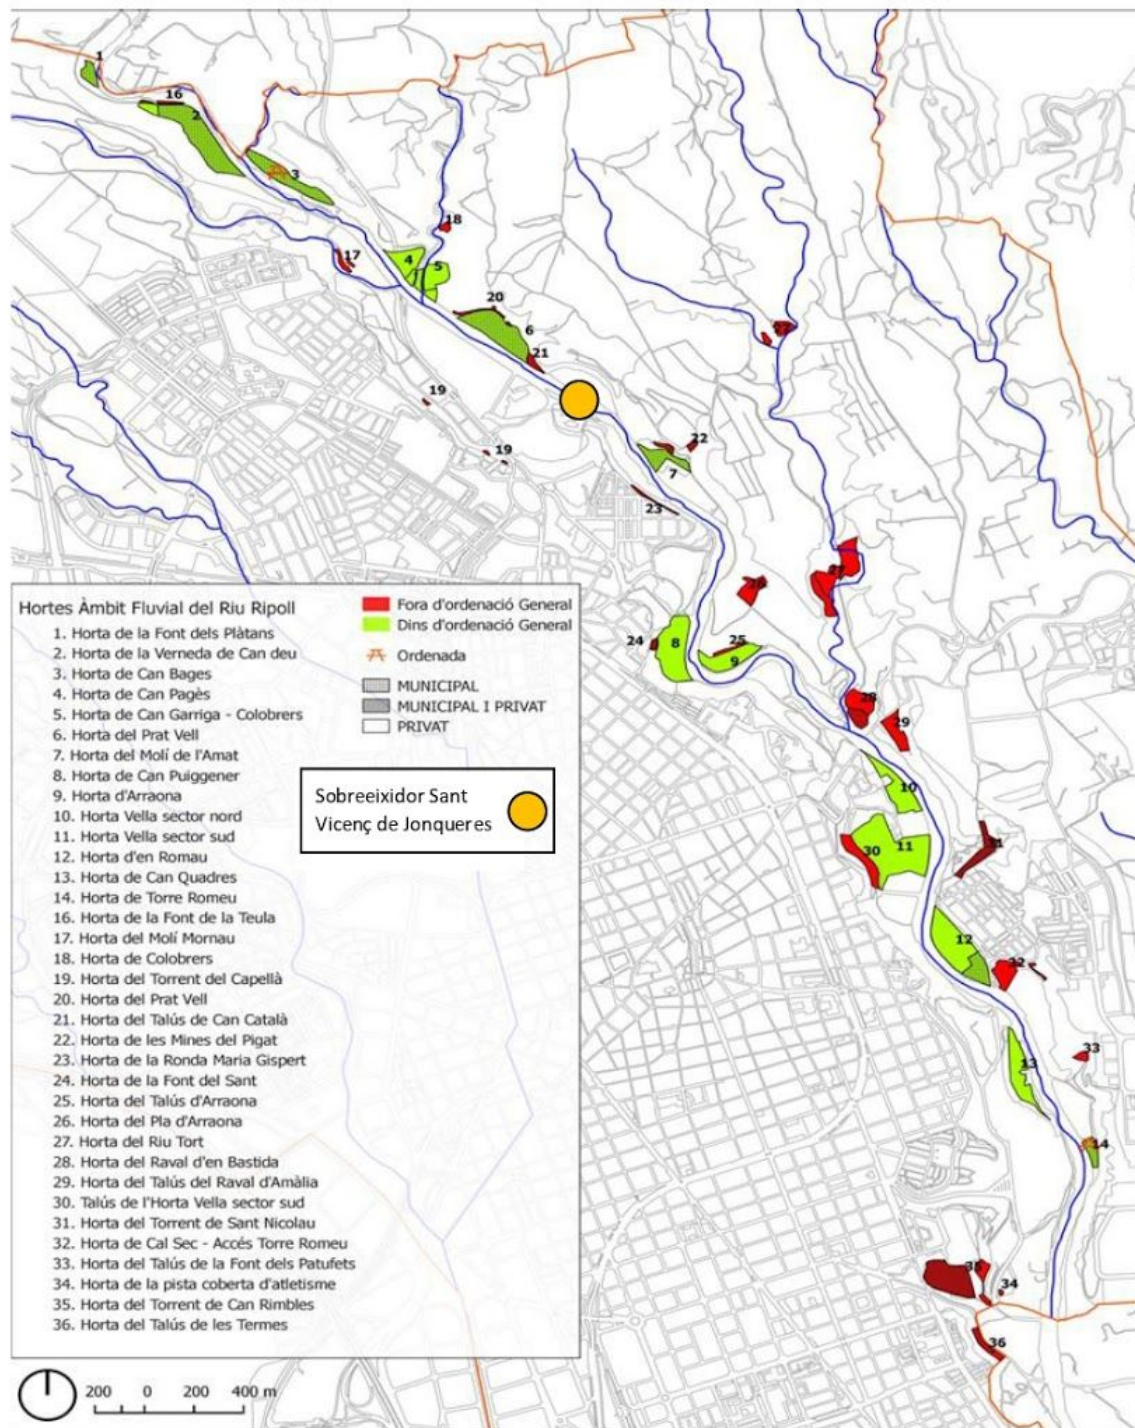 1
16
2
3
18
17
4
5
20
6
21
27
19
19
22
7
23
27
26
24
8
25
9
28
29
10
11
30
31
12
32
33
13
14
35
34
36
Hortes Àmbit Fluvial del Riu Ripoll
1. Horta de la Font dels Plàtans
2. Horta de la Verneda de Can deu
3. Horta de Can Bages
4. Horta de Can Pagès
5. Horta de Can Garriga - Colobrers
6. Horta del Prat Vell
7. Horta del Molí de l'Amat
8. Horta de Can Puiggener
9. Horta d'Arraona
10. Horta Vella sector nord
11. Horta Vella sector sud
12. Horta d'en Romau
13. Horta de Can Quadres
14. Horta de Torre Romeu
16. Horta de la Font de la Teula
17. Horta del Molí Mornau
18. Horta de Colobrers
19. Horta del Torrent del Capellà
20. Horta del Prat Vell
21. Horta del Talús de Can Català
22. Horta de les Mines del Pigat
23. Horta de la Ronda Maria Gispert
24. Horta de la Font del Sant
25. Horta del Talús d'Arraona
26. Horta del Pla d'Arraona
27. Horta del Riu Tort
28. Horta del Raval d'en Bastida
29. Horta del Talús del Raval d'Amàlia
30. Talús de l'Horta Vella sector sud
31. Horta del Torrent de Sant Nicolau
32. Horta de Cal Sec - Accés Torre Romeu
33. Horta del Talús de la Font dels Patufets
34. Horta de la pista coberta d'atletisme
35. Horta del Torrent de Can Rimbles
36. Horta del Talús de les Termes
Fora d'ordenació General
Dins d'ordenació General
Ordenada
MUNICIPAL
MUNICIPAL I PRIVAT
PRIVAT
Sobreeixidor Sant
Vicenç de Jonqueres
200 0 200 400 m